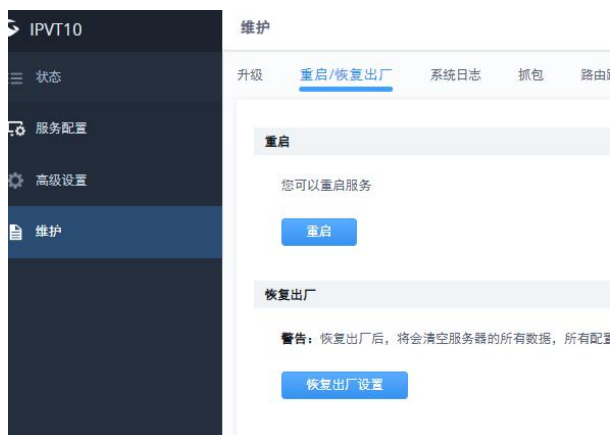 IPVT10
维护
状态
服务配置
高级设置
维护
升级 重启/恢复出厂 系统日志 抓包 路由
重启
您可以重启服务
重启
恢复出厂
警告：恢复出厂后，将会清空服务器的所有数据，所有配置
恢复出厂设置